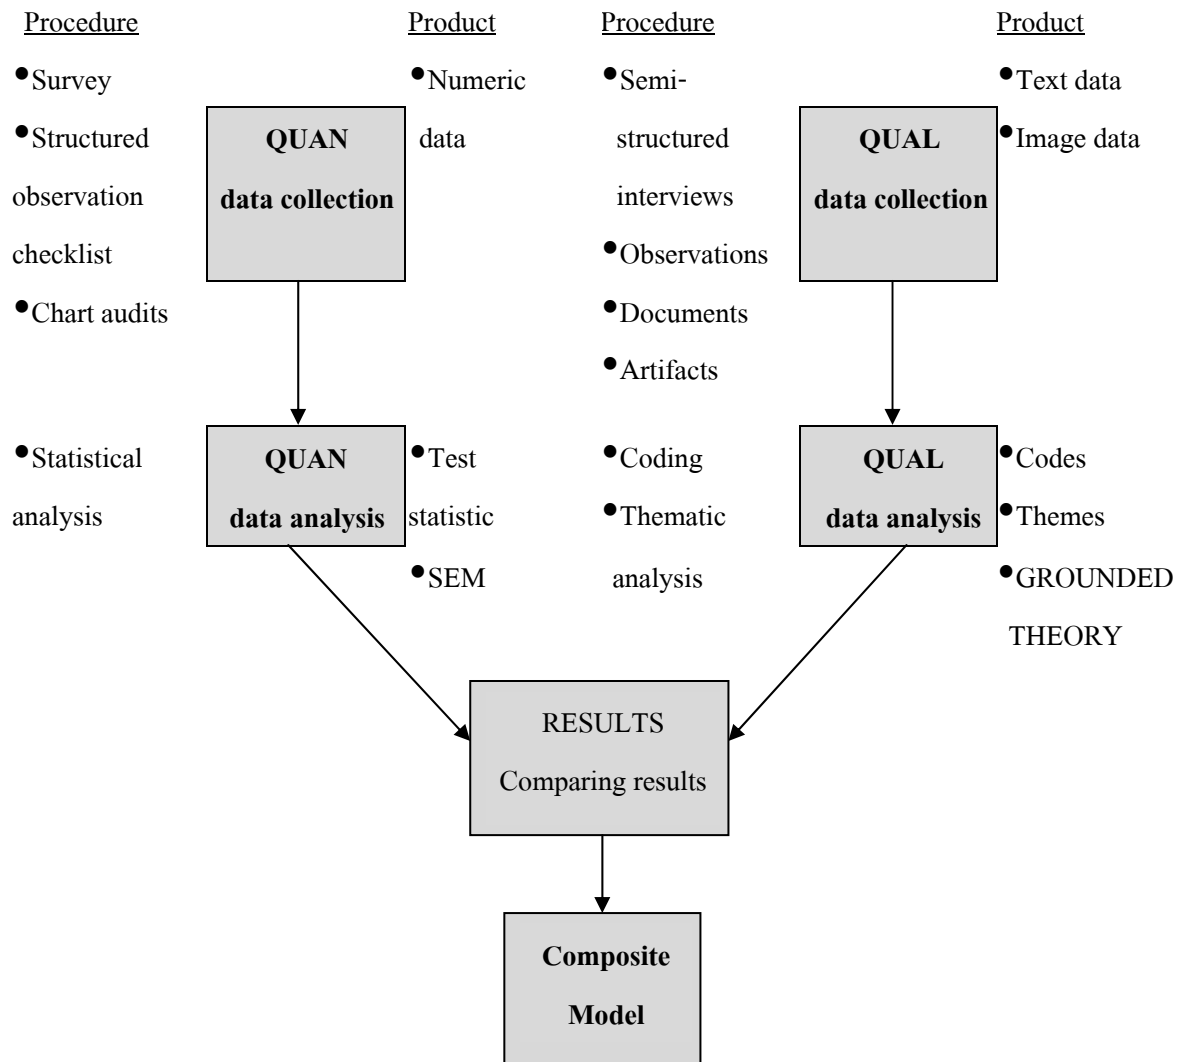 Procedure
Product
Procedure
Product
•Survey
•Structured
observation
checklist
•Chart audits
QUAN
data collection
•Numeric
data
•Semi-
structured
interviews
•Observations
•Documents
•Artifacts
QUAL
data collection
•Text data
•Image data
•Statistical
analysis
QUAN
data analysis
•Test
statistic
•SEM
•Coding
•Thematic
analysis
QUAL
data analysis
•Codes
•Themes
•GROUNDED
THEORY
RESULTS
Comparing results
Composite
Model